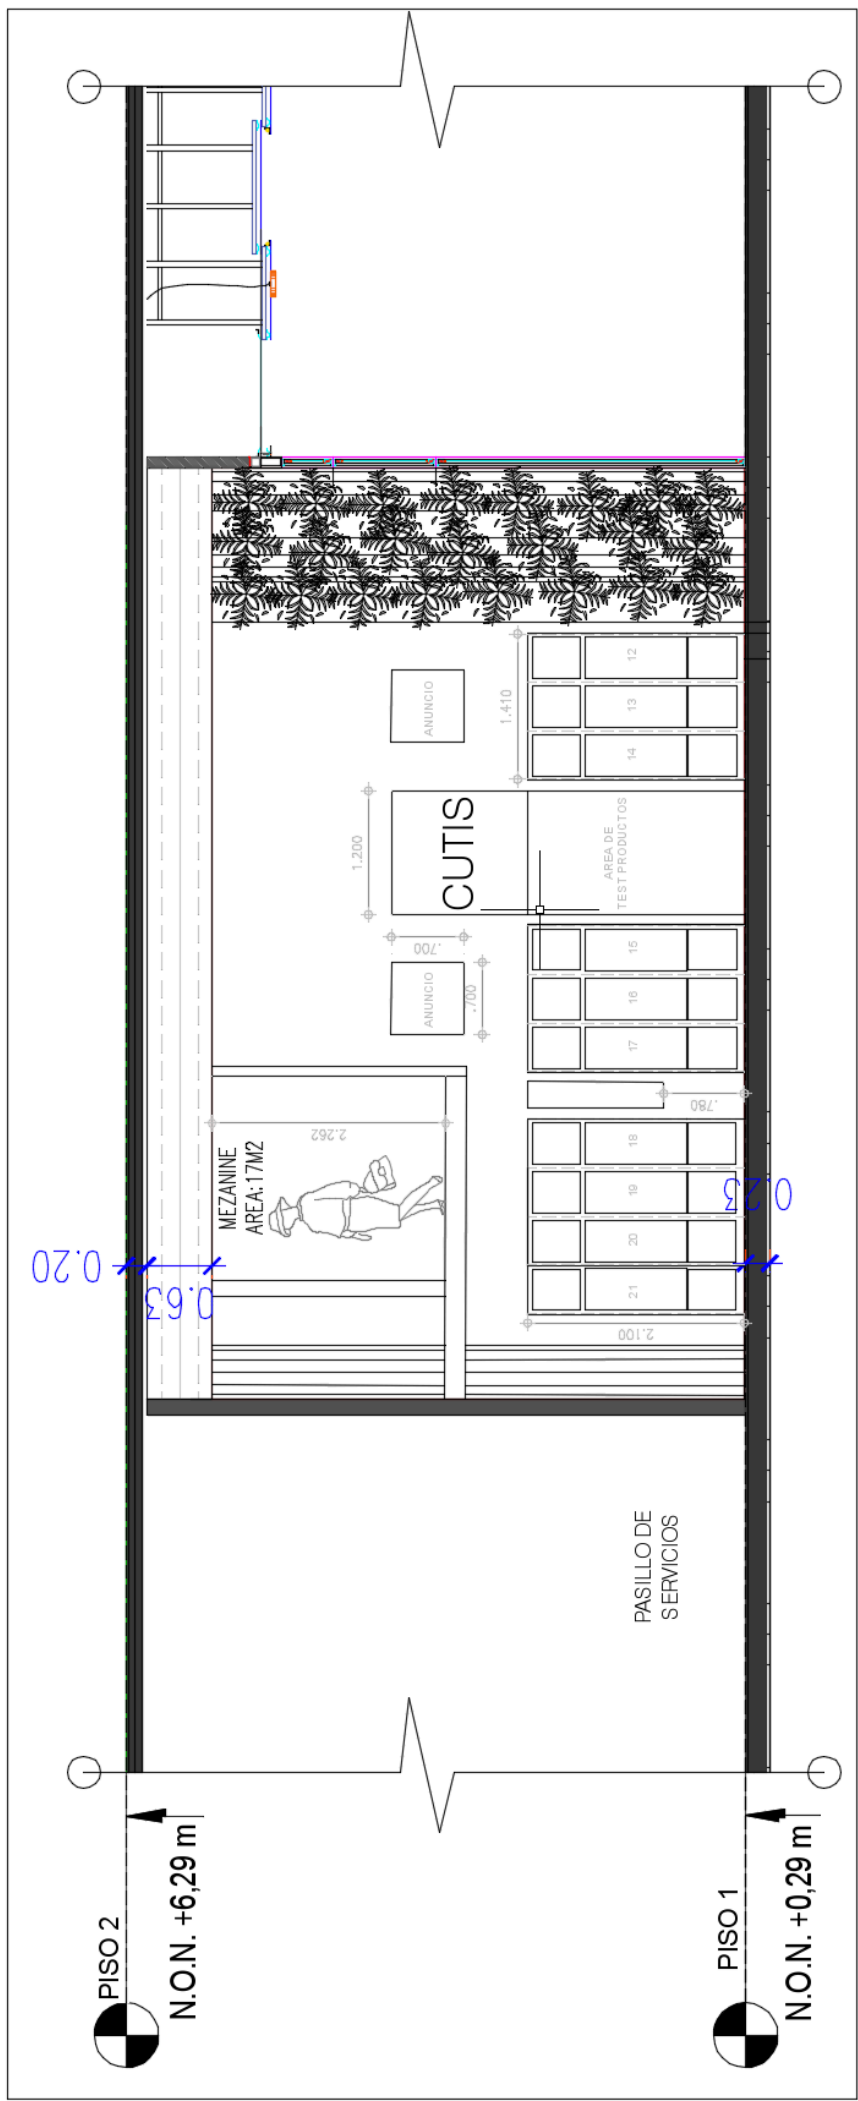 PISO 2
N.O.N. +6,29 m
PISO 1
N.O.N. +0,29 m
PASILLO DE
SERVICIOS
MEZANINE
AREA:17M2
2.262
0.20
0.63
0.23
2.100
.780
21
20
19
18
17
16
15
ANUNCIO
.700
.700
CUTIS
1.200
AREA DE
TEST PRODUCTOS
ANUNCIO
1.410
14
13
12